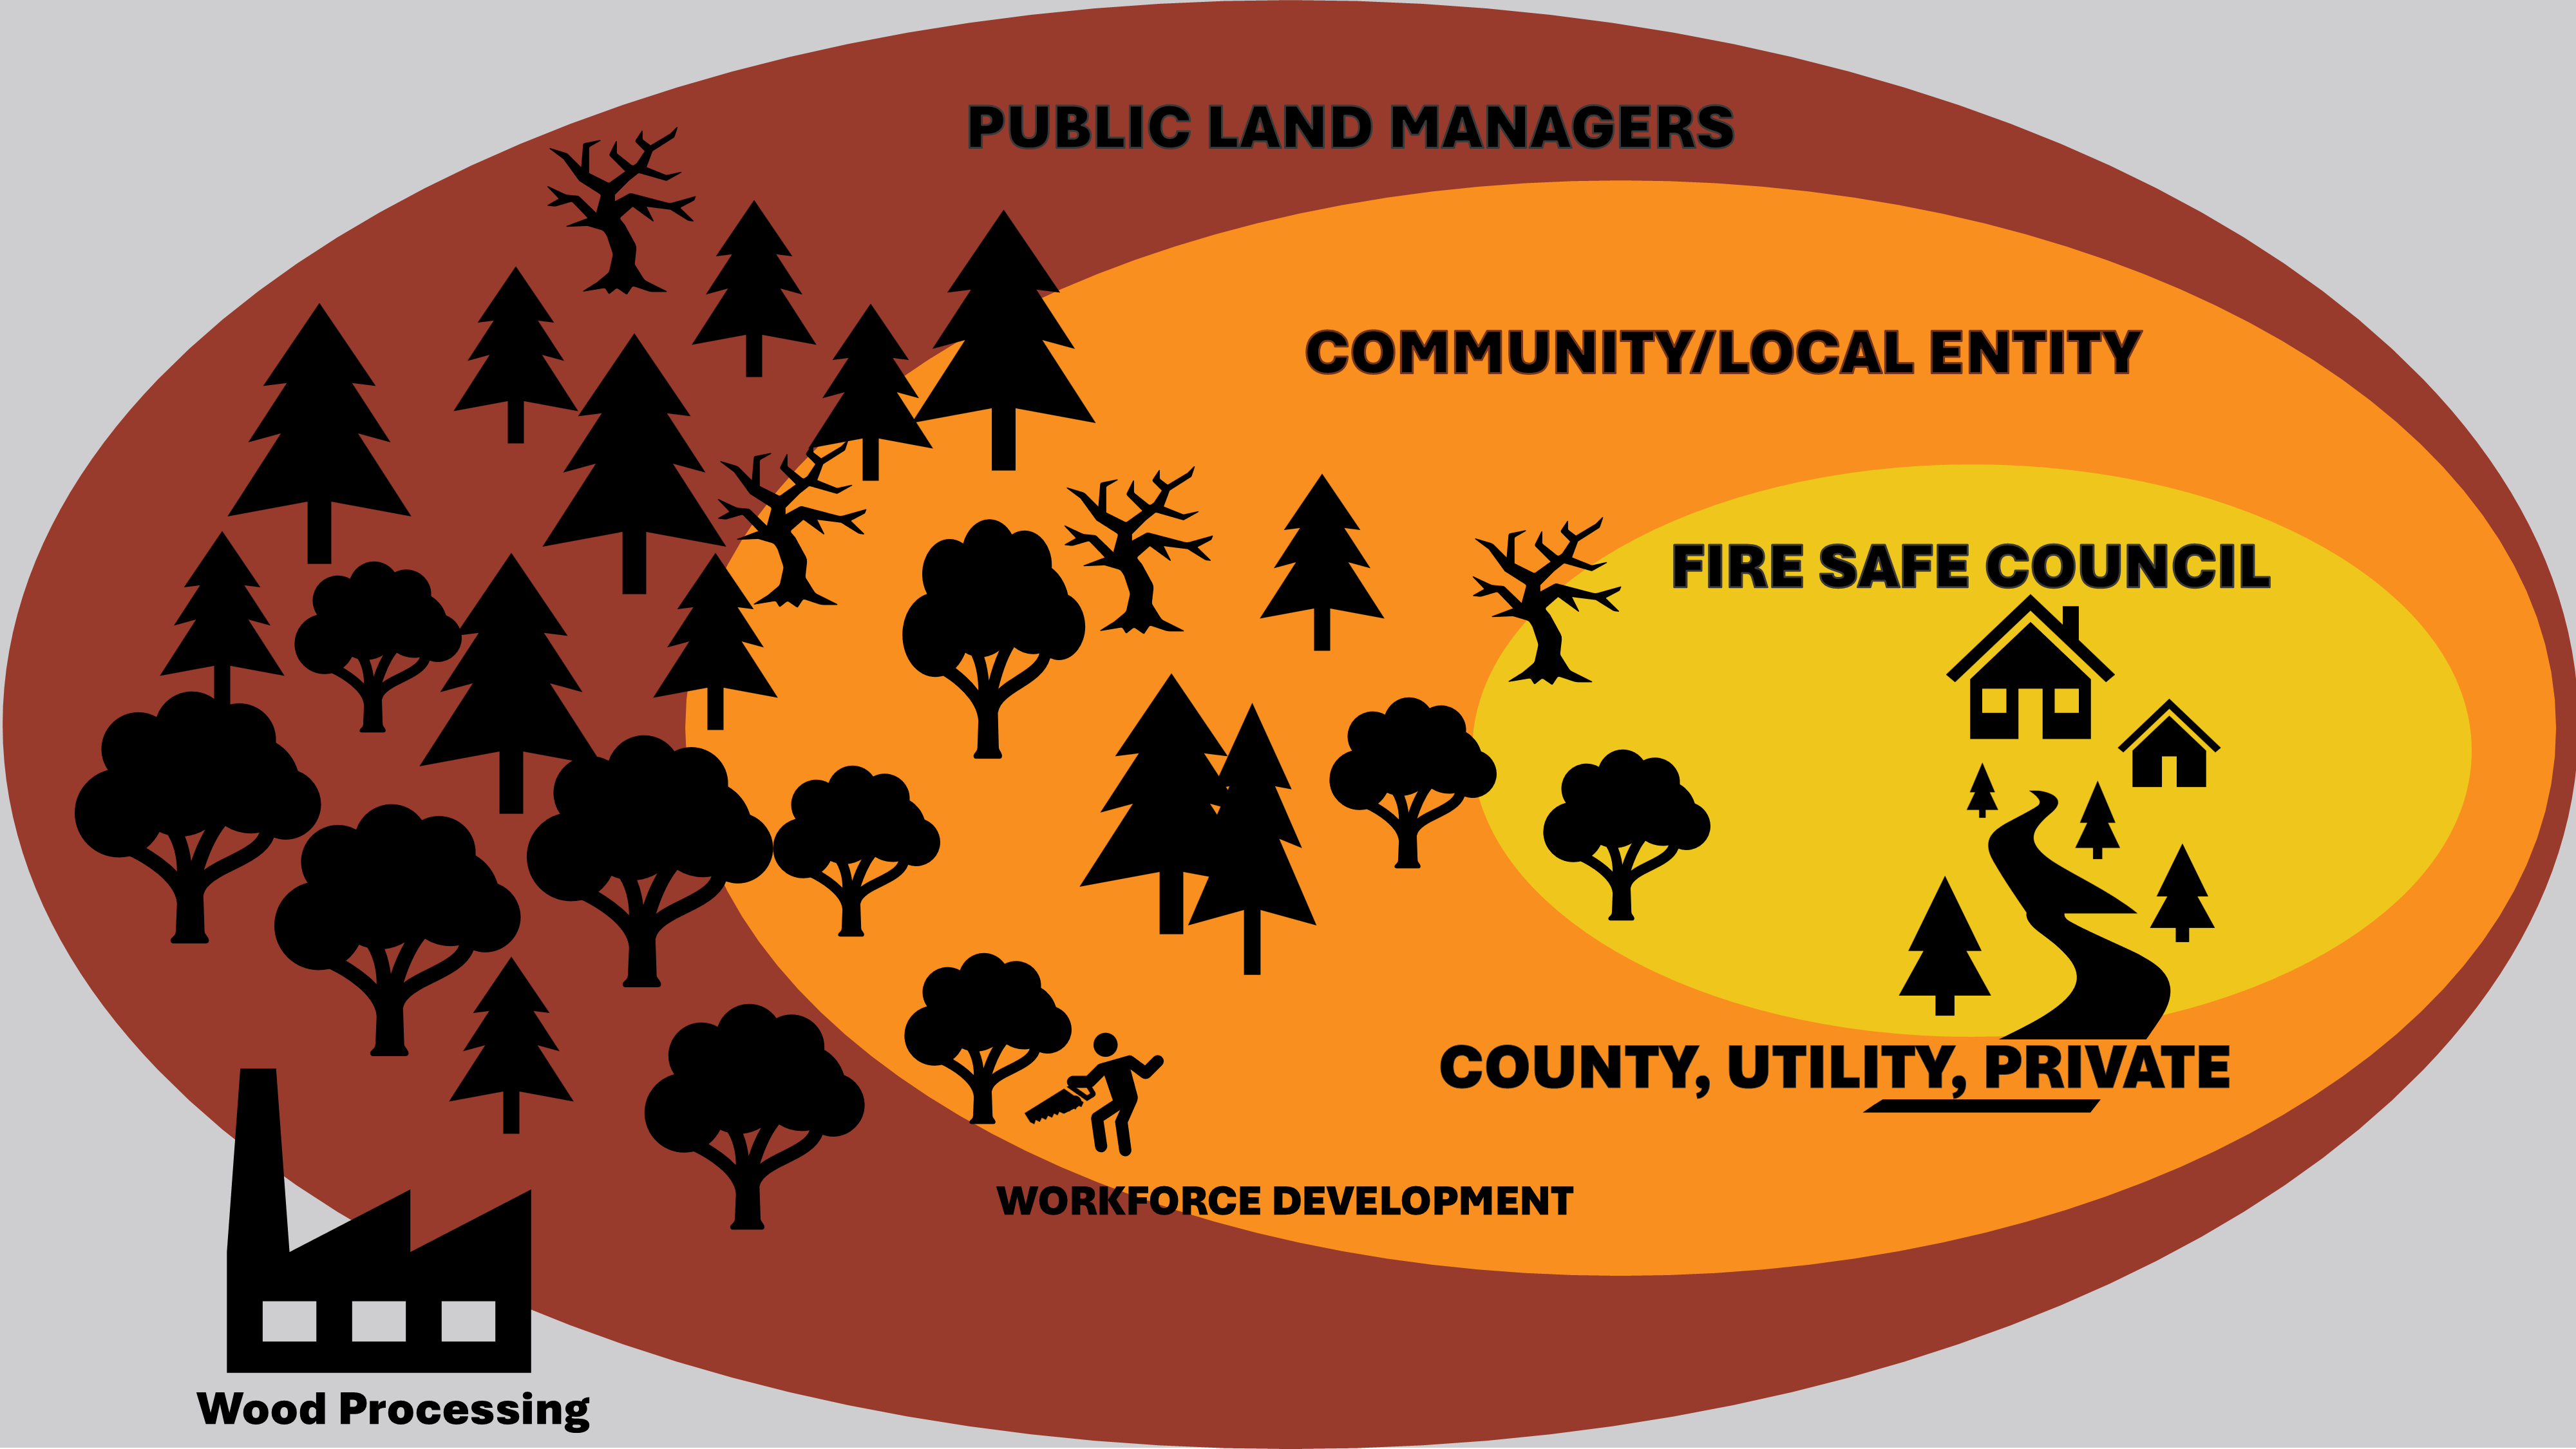 PUBLIC LAND MANAGERS
COMMUNITY/LOCAL ENTITY
FIRE SAFE COUNCIL
COUNTY, UTILITY, PRIVATE
WORKFORCE DEVELOPMENT
Wood Processing